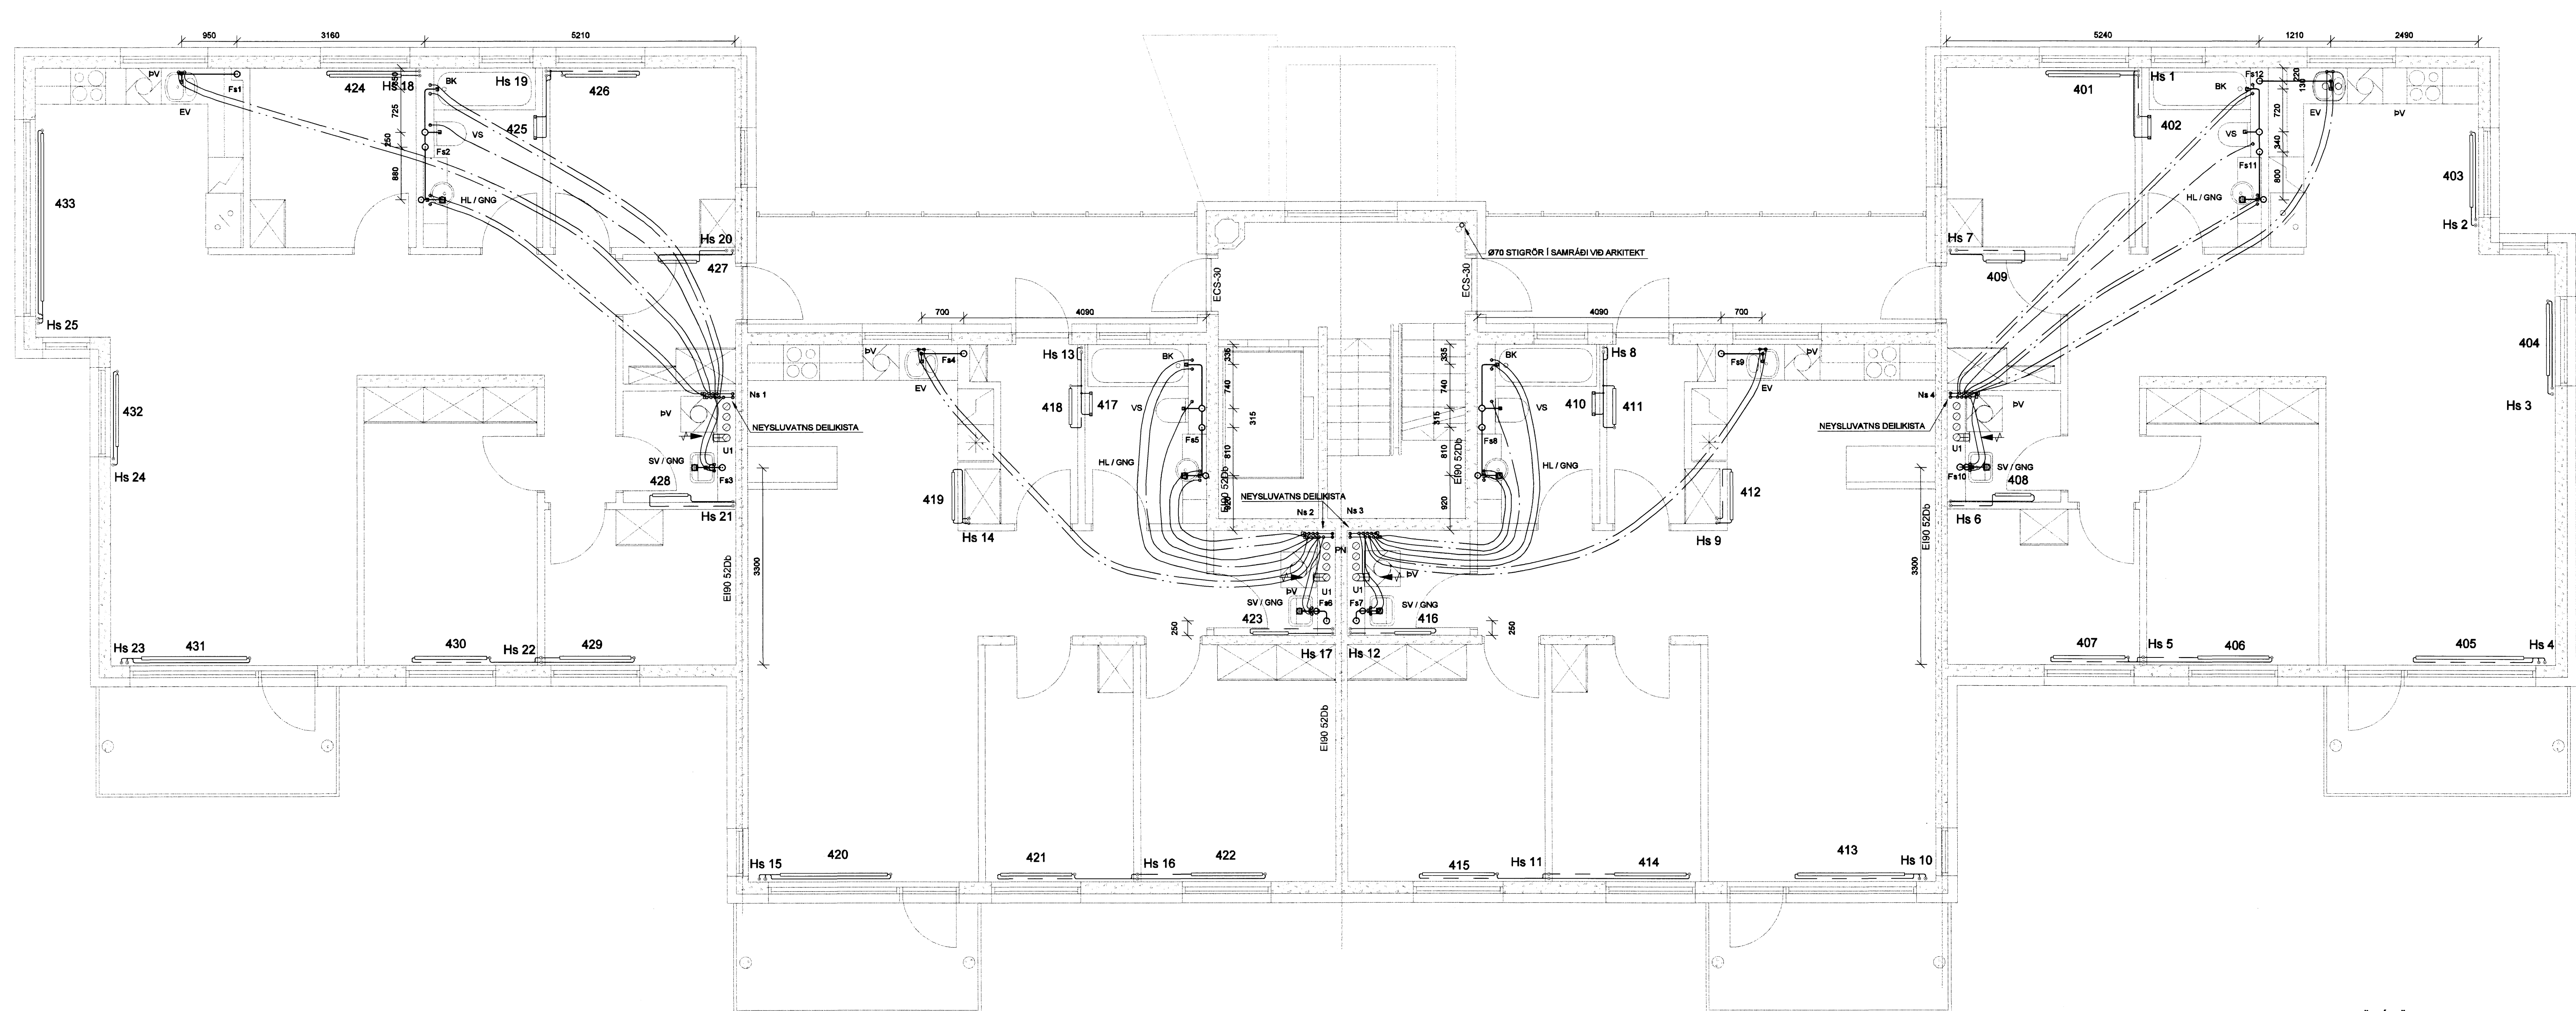 950
3160
5210
5240
1210
2490
ÞV
Fs1
EV
424
Hs 18
550
BK
Hs 19
426
725
250
880
425
VS
Fs2
HL / GNG
433
Hs 20
427
Hs 25
432
Hs 24
Ns 1
NEYSLUVATNS DEILIKISTA
ÞV
U1
SV / GNG
Fs3
428
Hs 21
EI90 52Db
3300
Hs 23
431
430
Hs 22
429
401
Hs 1
BK
Fs12
220
130
720
340
800
402
VS
Fs11
HL / GNG
EV
ÞV
403
Hs 2
Hs 7
409
404
Hs 3
Ns 4
NEYSLUVATNS DEILIKISTA
ÞV
U1
SV / GNG
Fs10
408
Hs 6
EI90 52Db
3300
407
Hs 5
406
405
Hs 4
Ø70 STIGRÖR Í SAMRÁÐI VIÐ ARKITEKT
ECS-30
ECS-30
700
4090
4090
700
ÞV
Fs4
EV
Hs 13
BK
335
740
315
810
920
418
417
VS
Fs5
HL / GNG
EI90 52Db
419
Hs 14
335
740
315
810
920
BK
Hs 8
410
411
VS
Fs8
HL / GNG
EI90 52Db
Fs9
ÞV
EV
412
Hs 9
NEYSLUVATNS DEILIKISTA
Ns 2
Ns 3
PN
ÞV
ÞV
U1
U1
SV / GNG
Fs6
Fs7
SV / GNG
250
423
416
250
Hs 17
Hs 12
EI90 52Db
Hs 15
420
421
Hs 16
422
415
Hs 11
414
413
Hs 10